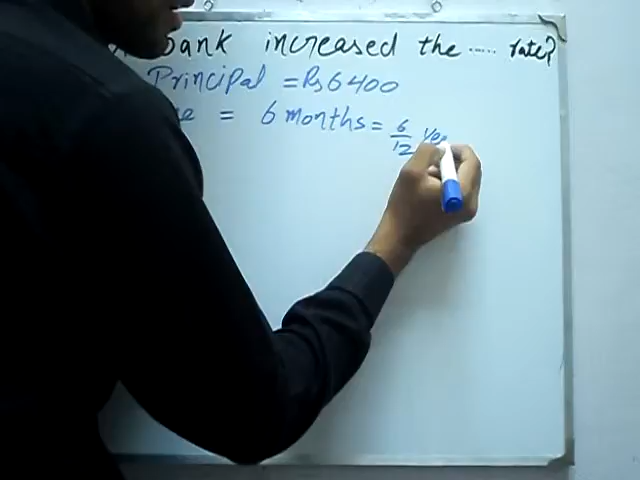 bank increased the ..... rate?
Principal = Rs 6400
= 6 months = 6/12